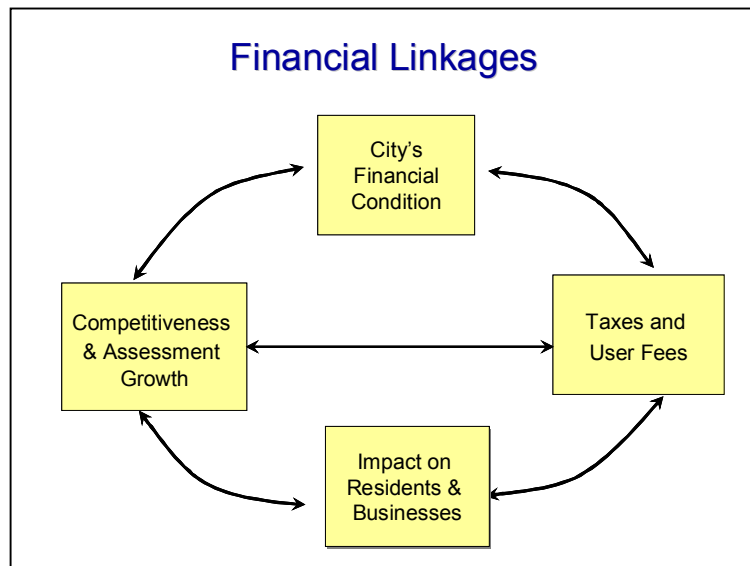 Financial Linkages
City's
Financial
Condition
Competitiveness
& Assessment
Growth
Taxes and
User Fees
Impact on
Residents &
Businesses